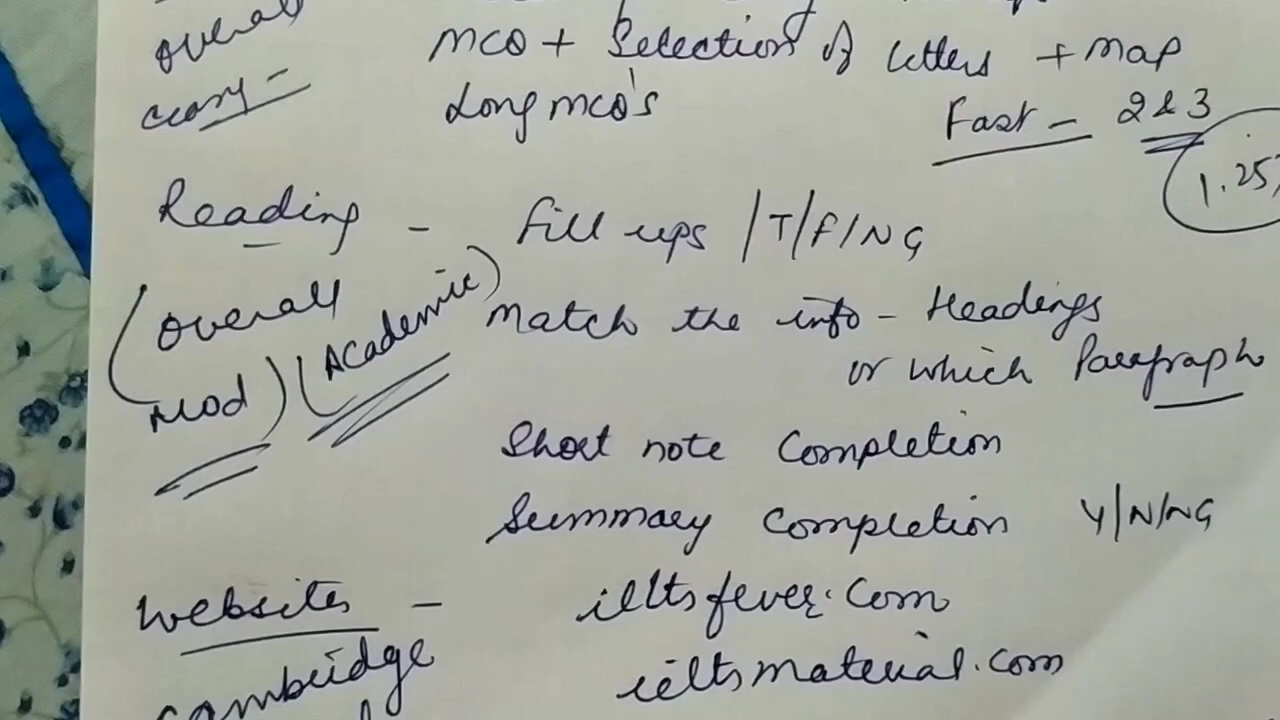 overall MCQ + Selection of letters + Map
easy - Long mcq's
Fast - 2 & 3
1.25
Reading - Fill ups / T/F/NG
(overall Mod) (Academic)
Match the info - Headings
or which Paragraph
Short note Completion
Summary Completion Y/N/NG
Websites - ieltsfever.com
Cambridge ieltsmaterial.com